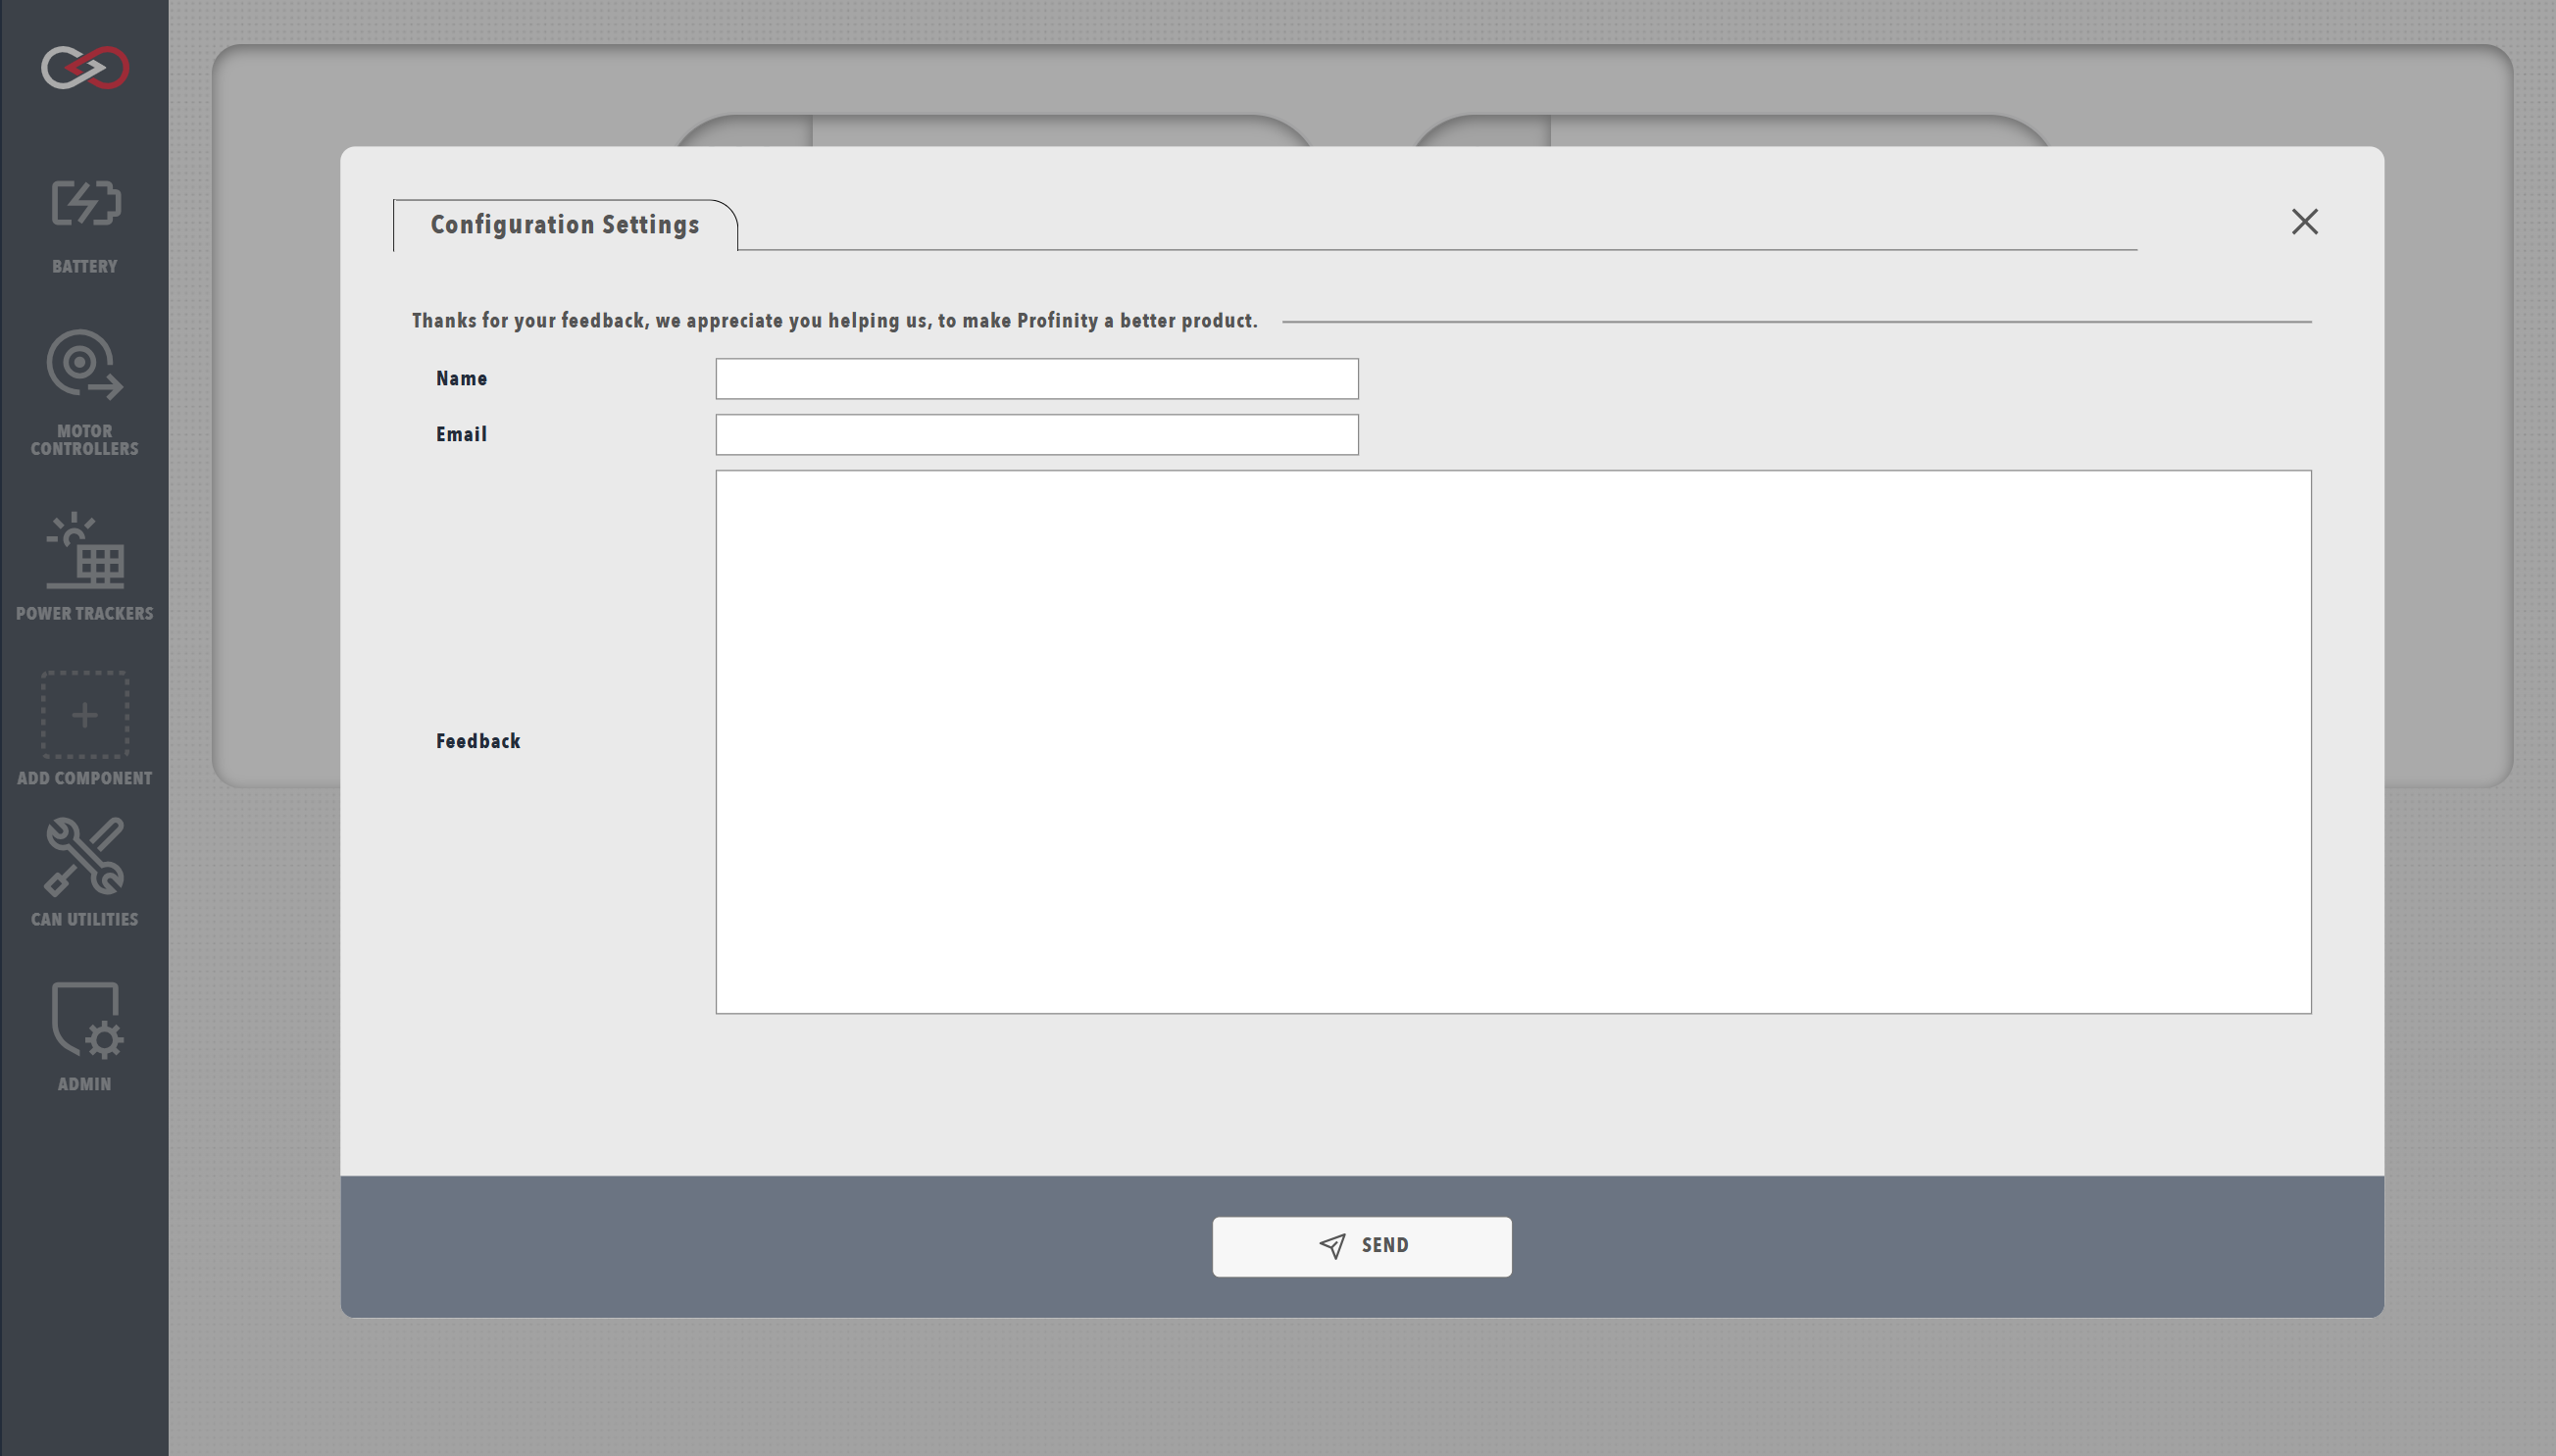 BATTERY
MOTOR
CONTROLLERS
POWER TRACKERS
ADD COMPONENT
CAN UTILITIES
ADMIN
Configuration Settings
Thanks for your feedback, we appreciate you helping us, to make Profinity a better product.
Name
Email
Feedback
SEND